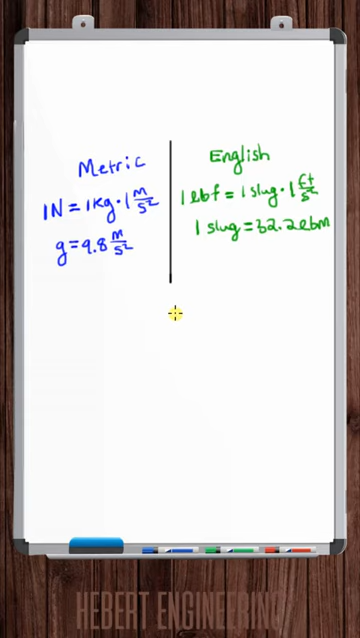 Metric
1N = 1kg · 1 m/s²
g = 9.8 m/s²
English
1 lbf = 1 slug · 1 ft/s²
1 slug = 32.2 lbm
HEBERT ENGINEERING